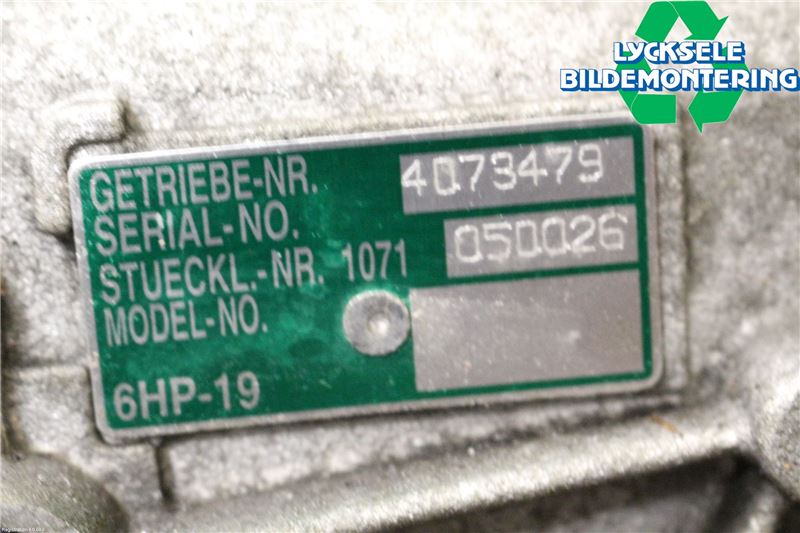 LYCKSELE
BILDEMONTERING
GETRIEBE-NR. 4073479
SERIAL-NO.
STUECKL.-NR. 1071 050026
MODEL-NO.
6HP-19